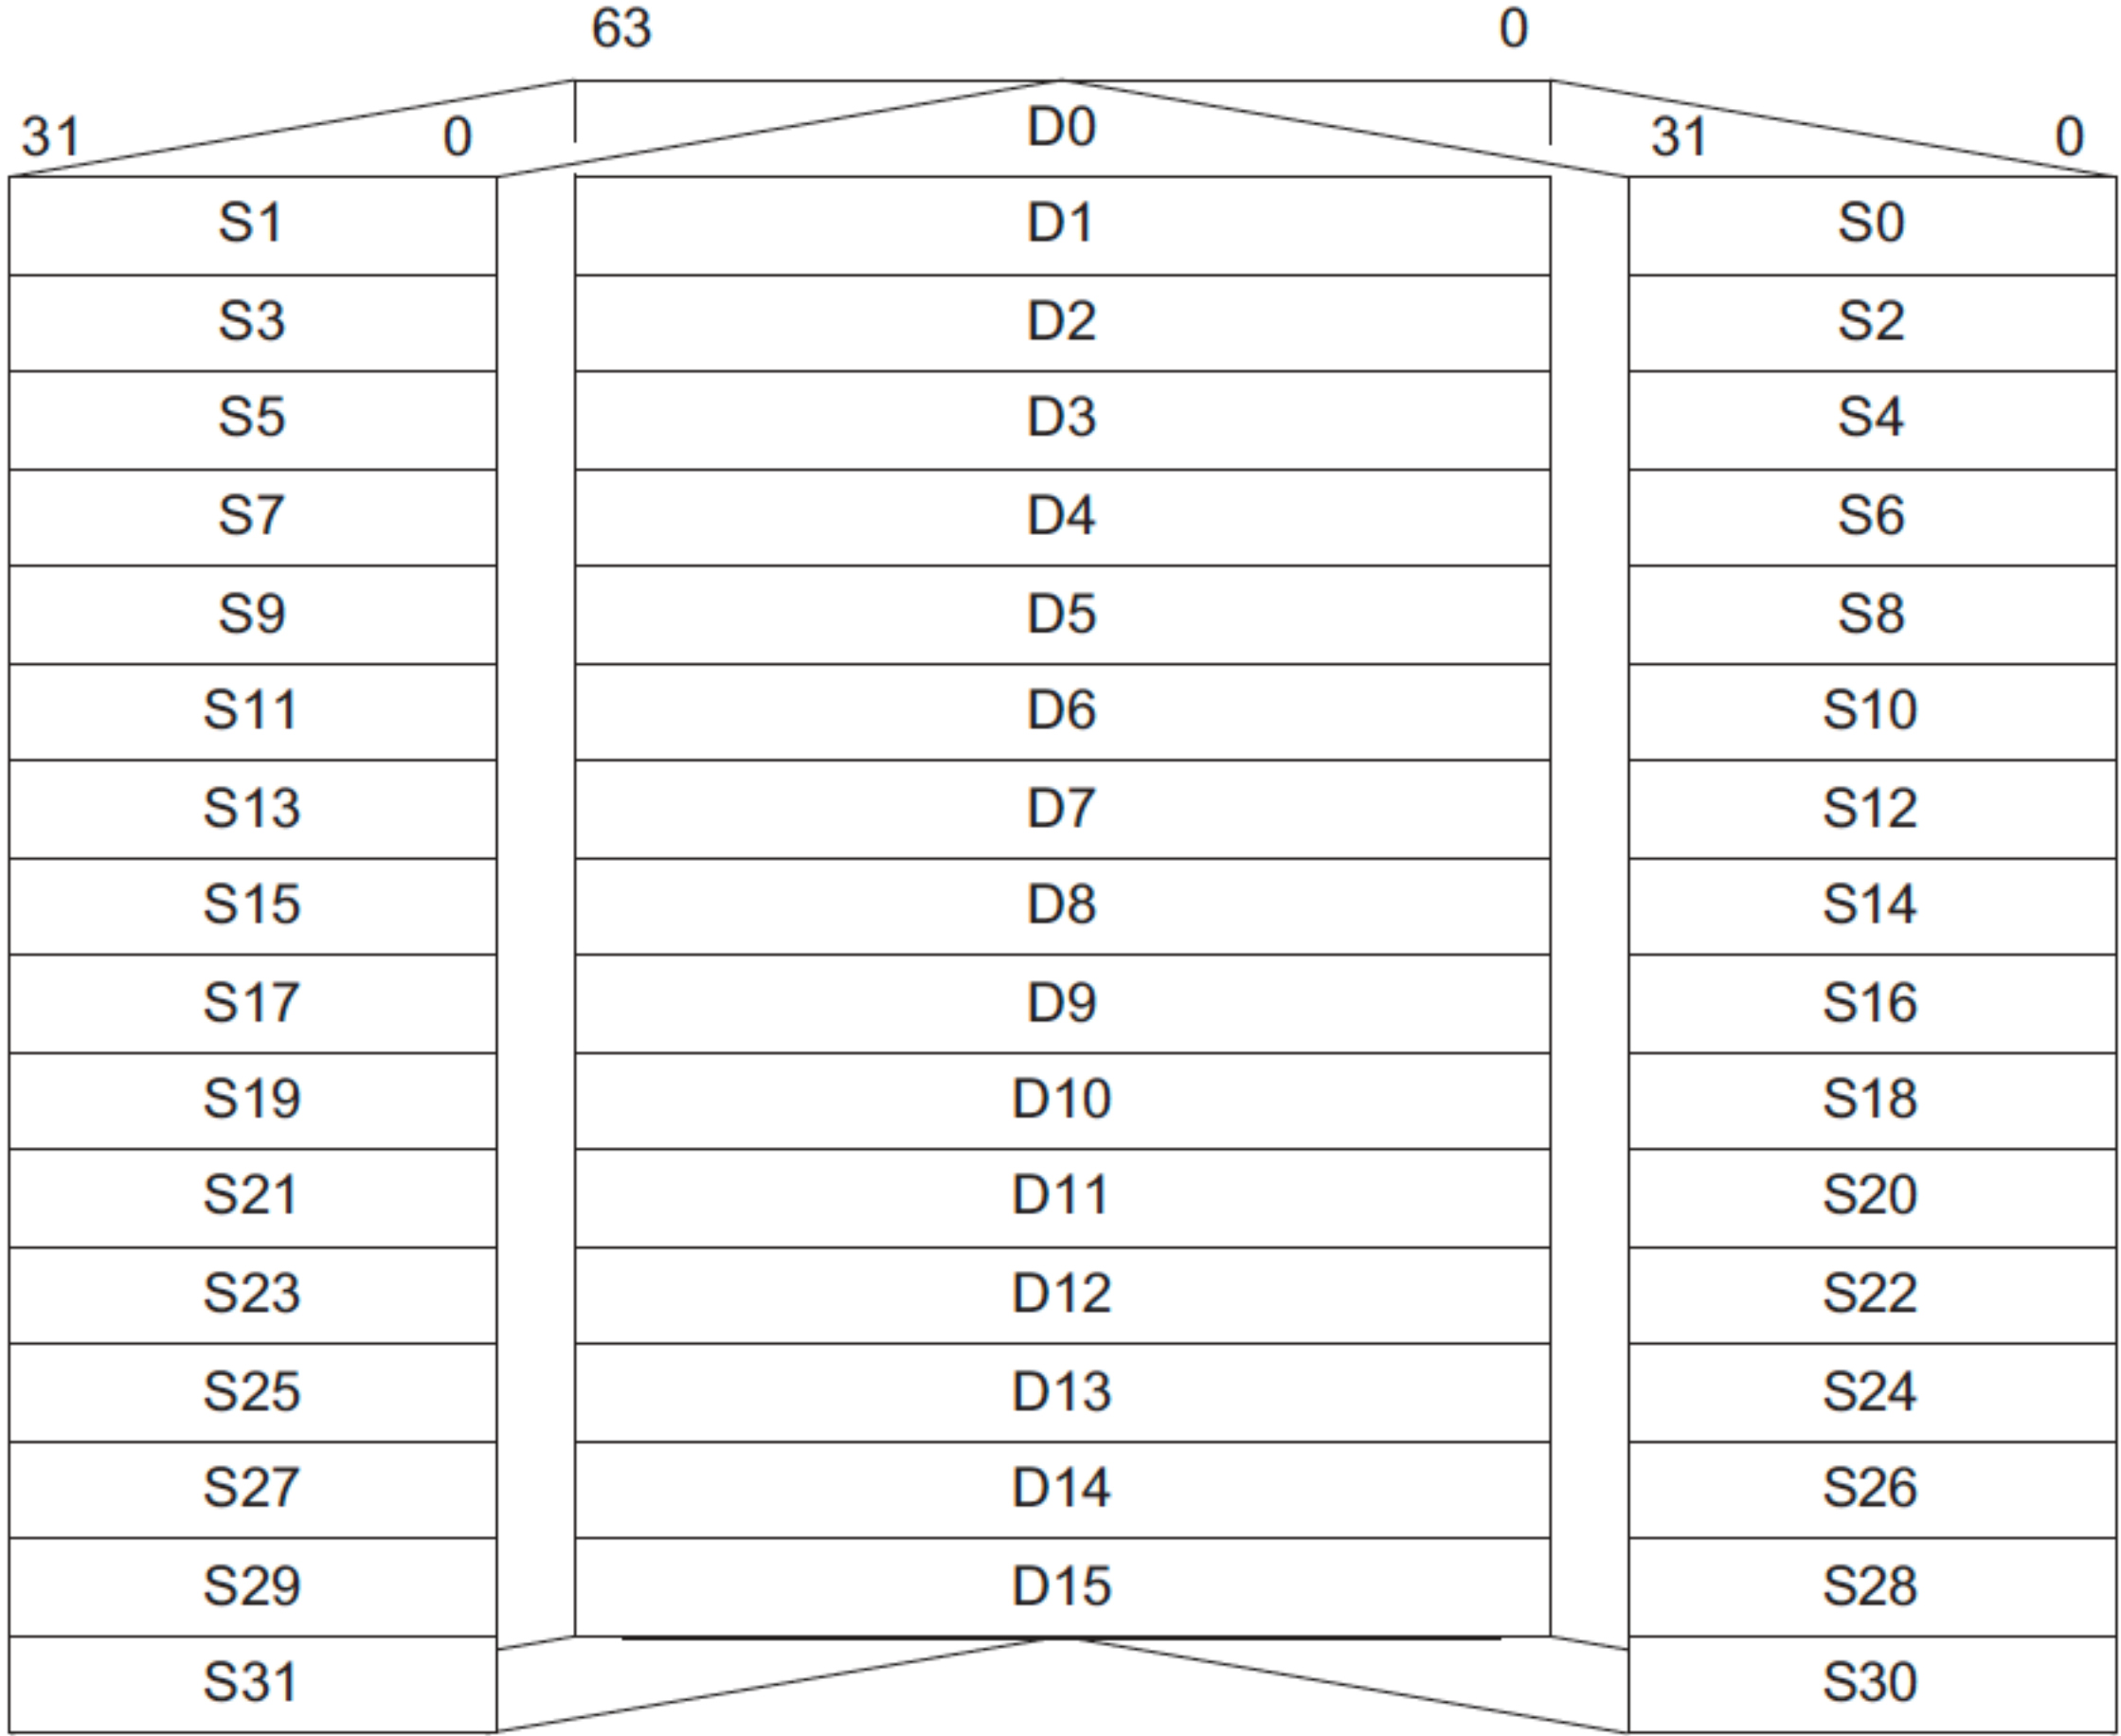 63 0
D0
31 0 31 0
S1 D1 S0
S3 D2 S2
S5 D3 S4
S7 D4 S6
S9 D5 S8
S11 D6 S10
S13 D7 S12
S15 D8 S14
S17 D9 S16
S19 D10 S18
S21 D11 S20
S23 D12 S22
S25 D13 S24
S27 D14 S26
S29 D15 S28
S31 S30